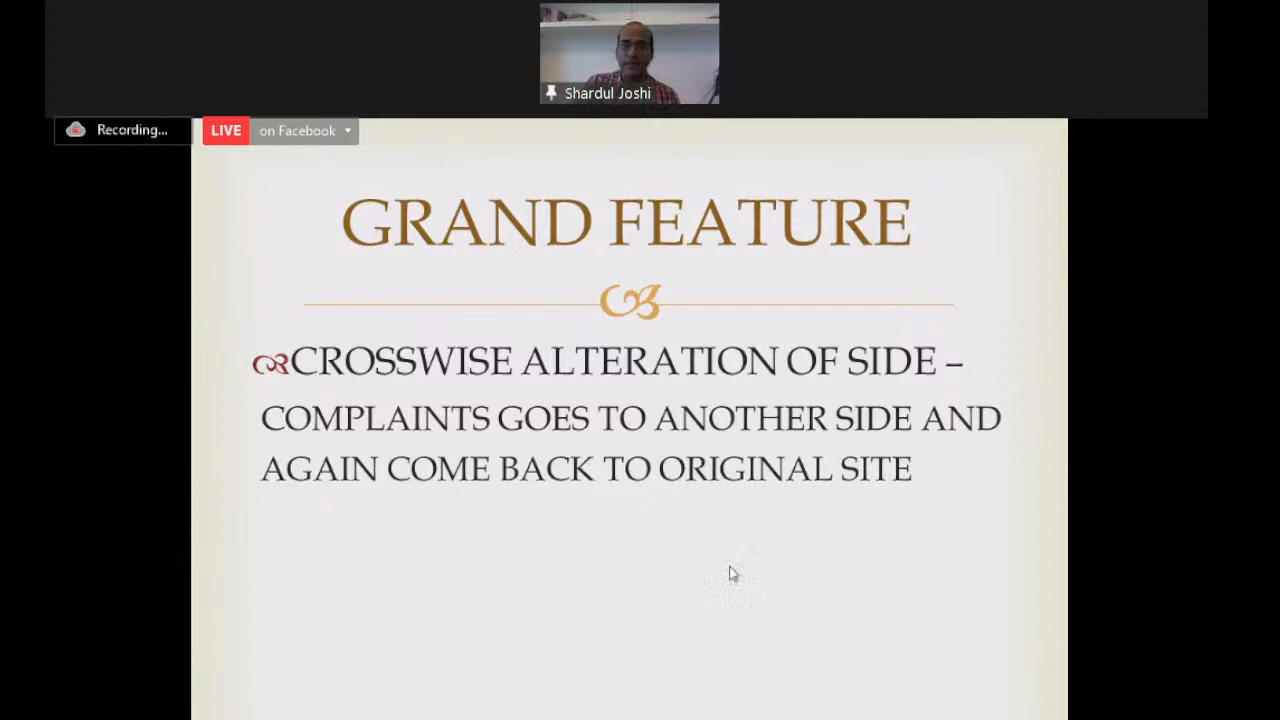 Shardul Joshi
Recording...
LIVE on Facebook
GRAND FEATURE
CROSSWISE ALTERATION OF SIDE –
COMPLAINTS GOES TO ANOTHER SIDE AND
AGAIN COME BACK TO ORIGINAL SITE